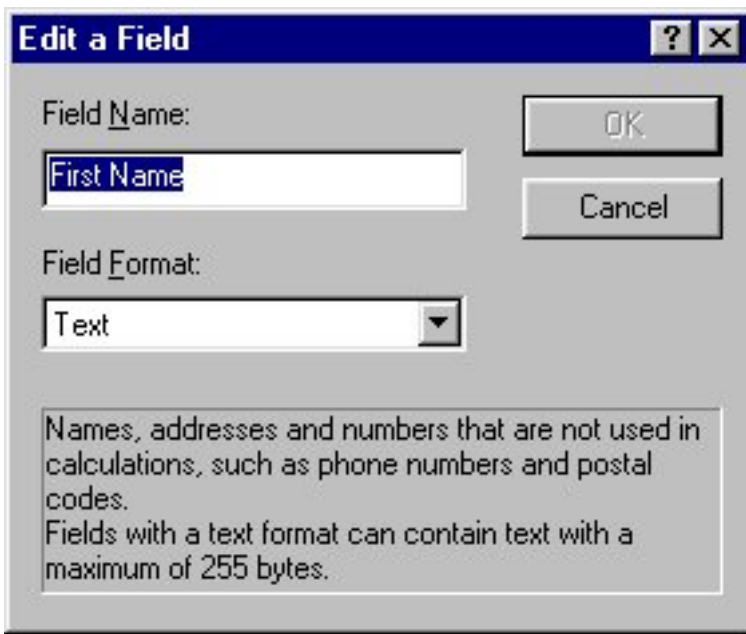 Edit a Field
Field Name:
OK
First Name
Cancel
Field Format:
Text
Names, addresses and numbers that are not used in
calculations, such as phone numbers and postal
codes.
Fields with a text format can contain text with a
maximum of 255 bytes.